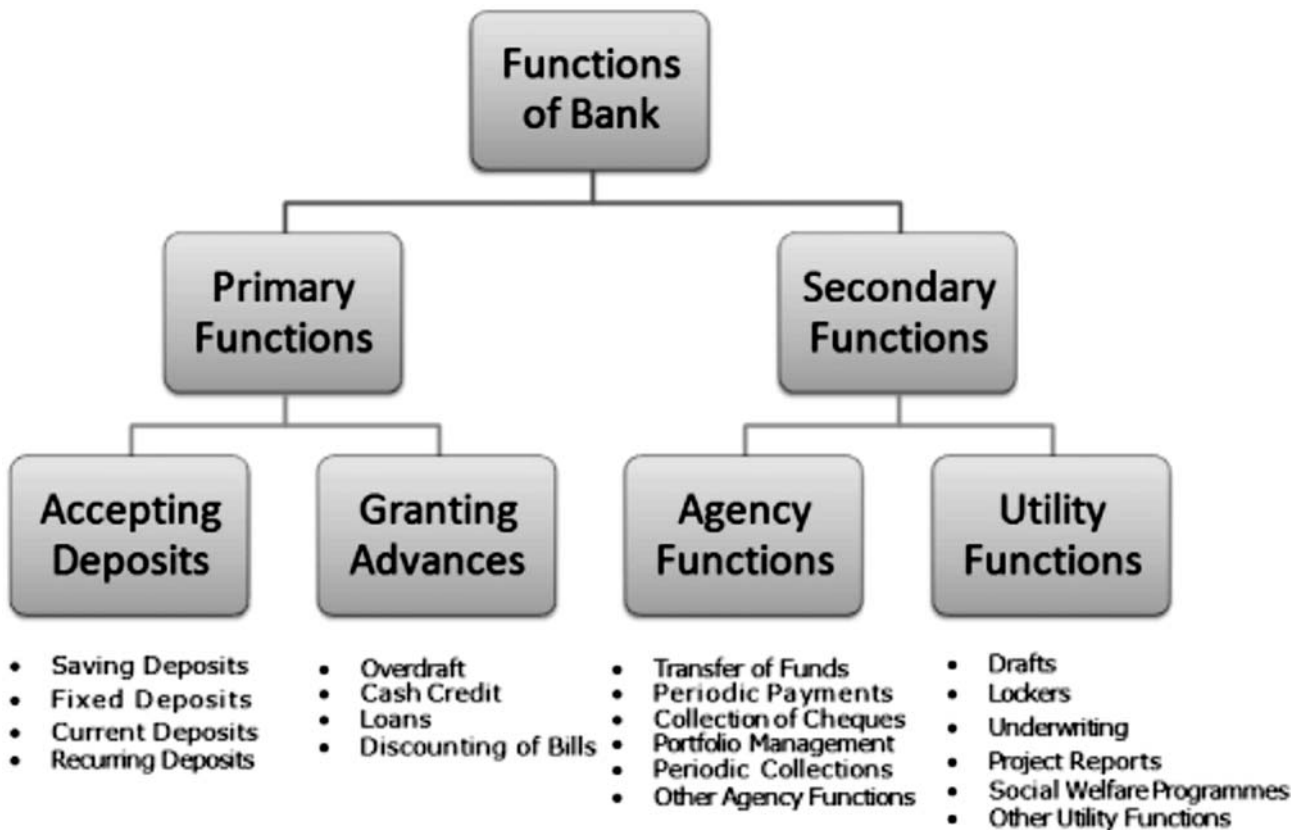 Functions
of Bank
Primary
Functions
Secondary
Functions
Accepting
Deposits
Granting
Advances
Agency
Functions
Utility
Functions
• Saving Deposits
• Fixed Deposits
• Current Deposits
• Recurring Deposits
• Overdraft
• Cash Credit
• Loans
• Discounting of Bills
• Transfer of Funds
• Periodic Payments
• Collection of Cheques
• Portfolio Management
• Periodic Collections
• Other Agency Functions
• Drafts
• Lockers
• Underwriting
• Project Reports
• Social Welfare Programmes
• Other Utility Functions